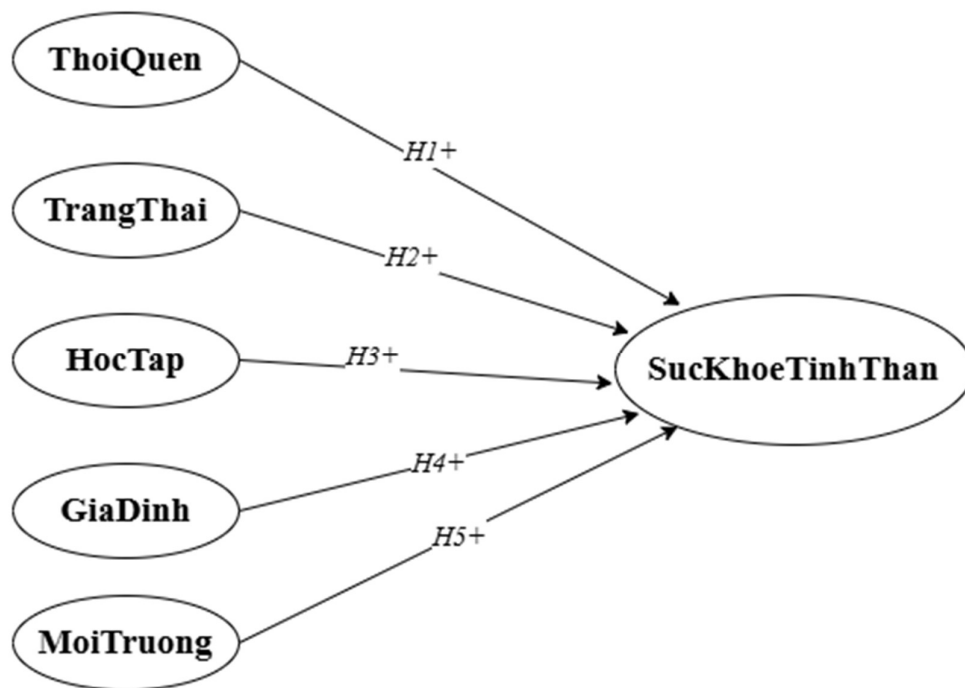 ThoiQuen
H1+
TrangThai
H2+
HocTap
H3+
SucKhoeTinhThan
GiaDinh
H4+
H5+
MoiTruong